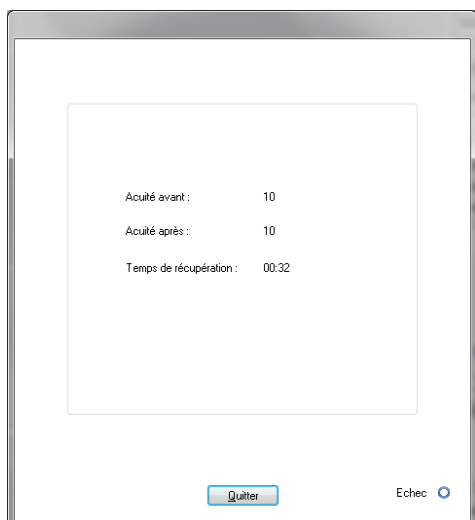 Acuité avant : 10
Acuité après : 10
Temps de récupération : 00:32
Quitter
Echec